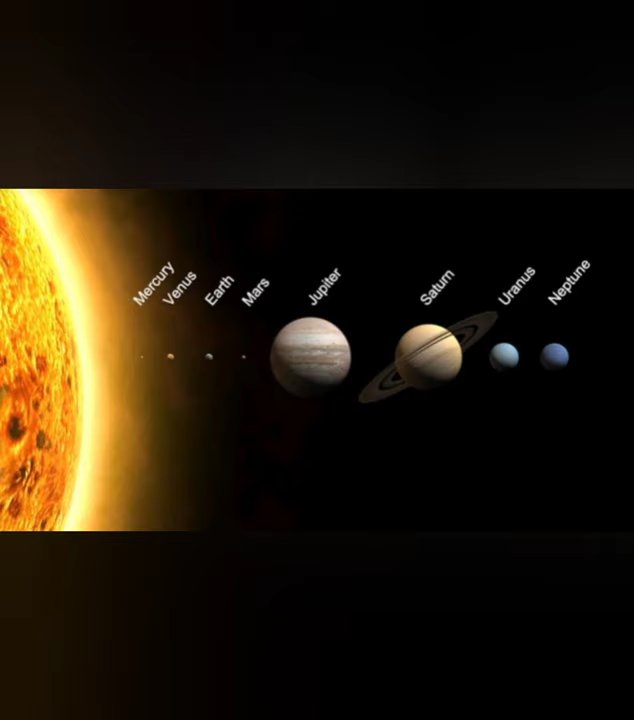 Mercury
Venus
Earth
Mars
Jupiter
Saturn
Uranus
Neptune